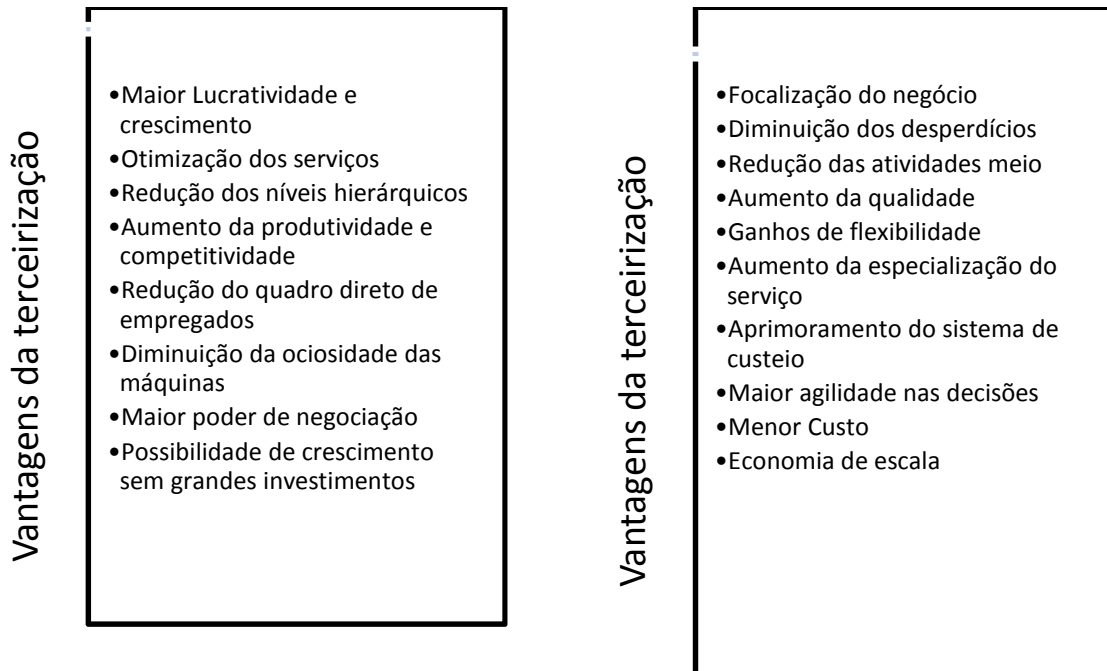 Vantagens da terceirização
•Maior Lucratividade e
crescimento
•Otimização dos serviços
•Redução dos níveis hierárquicos
•Aumento da produtividade e
competitividade
•Redução do quadro direto de
empregados
•Diminuição da ociosidade das
máquinas
•Maior poder de negociação
•Possibilidade de crescimento
sem grandes investimentos
Vantagens da terceirização
•Focalização do negócio
•Diminuição dos desperdícios
•Redução das atividades meio
•Aumento da qualidade
•Ganhos de flexibilidade
•Aumento da especialização do
serviço
•Aprimoramento do sistema de
custeio
•Maior agilidade nas decisões
•Menor Custo
•Economia de escala